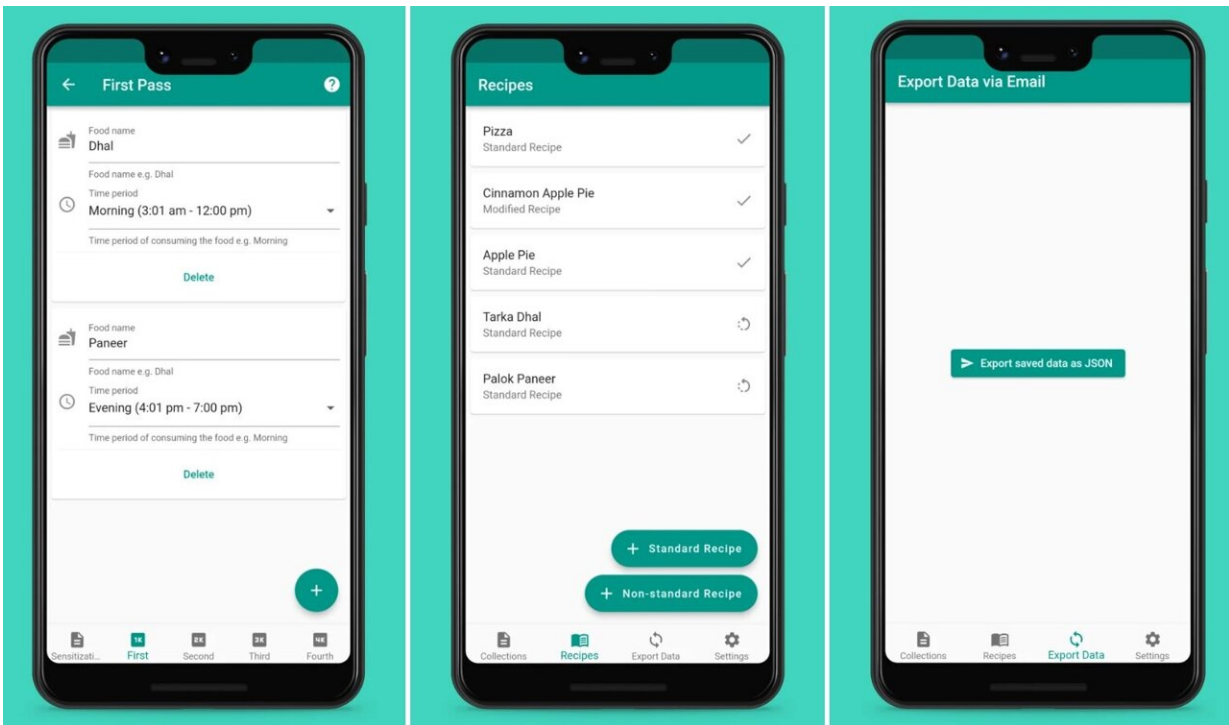 First Pass
?
Food name
Dhal
Food name e.g. Dhal
Time period
Morning (3:01 am - 12:00 pm)
Time period of consuming the food e.g. Morning
Delete
Food name
Paneer
Food name e.g. Dhal
Time period
Evening (4:01 pm - 7:00 pm)
Time period of consuming the food e.g. Morning
Delete
+
1K 2K 3K 4K
Sensitizati... First Second Third Fourth
Recipes
Pizza
Standard Recipe
Cinnamon Apple Pie
Modified Recipe
Apple Pie
Standard Recipe
Tarka Dhal
Standard Recipe
Palok Paneer
Standard Recipe
+ Standard Recipe
+ Non-standard Recipe
Collections Recipes Export Data Settings
Export Data via Email
Export saved data as JSON
Collections Recipes Export Data Settings